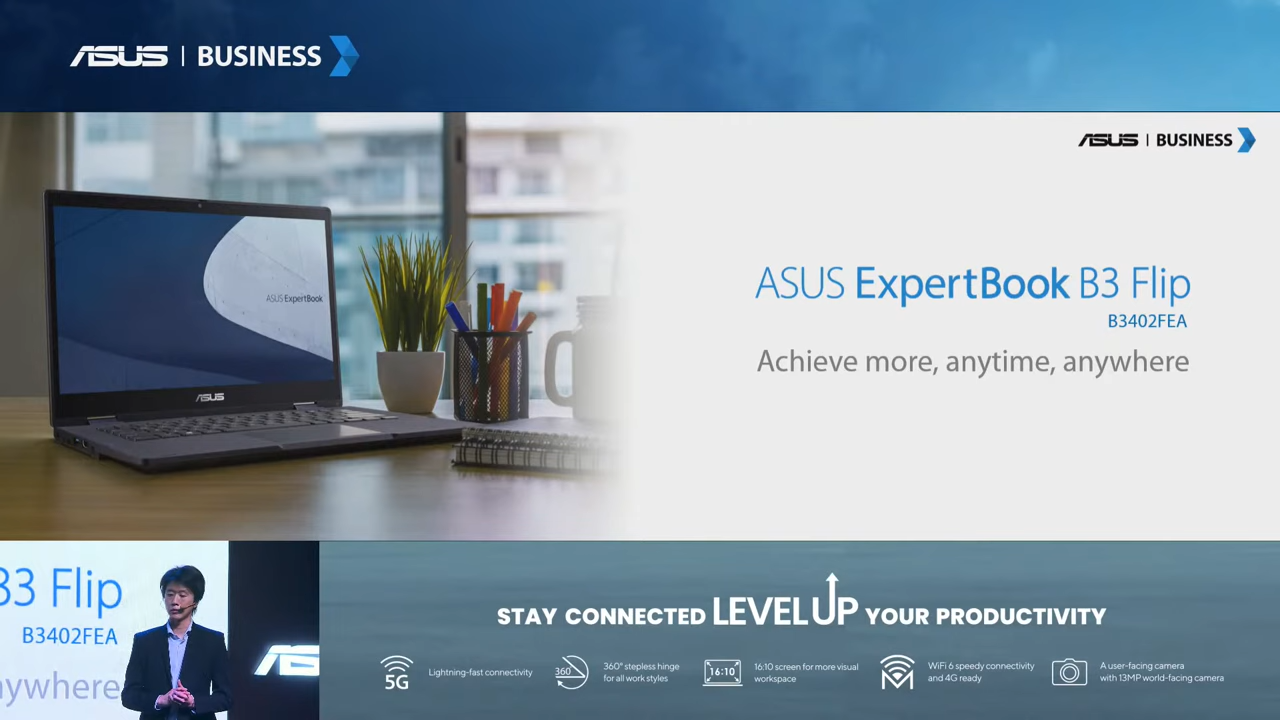 ASUS | BUSINESS
ASUS | BUSINESS
ASUS ExpertBook
ASUS
ASUS ExpertBook B3 Flip
B3402FEA
Achieve more, anytime, anywhere
B3 Flip
B3402FEA
nywhere
ASUS
STAY CONNECTED LEVEL UP YOUR PRODUCTIVITY
5G
Lightning-fast connectivity
360°
360° stepless hinge
for all work styles
16:10
16:10 screen for more visual
workspace
WiFi 6 speedy connectivity
and 4G ready
A user-facing camera
with 13MP world-facing camera